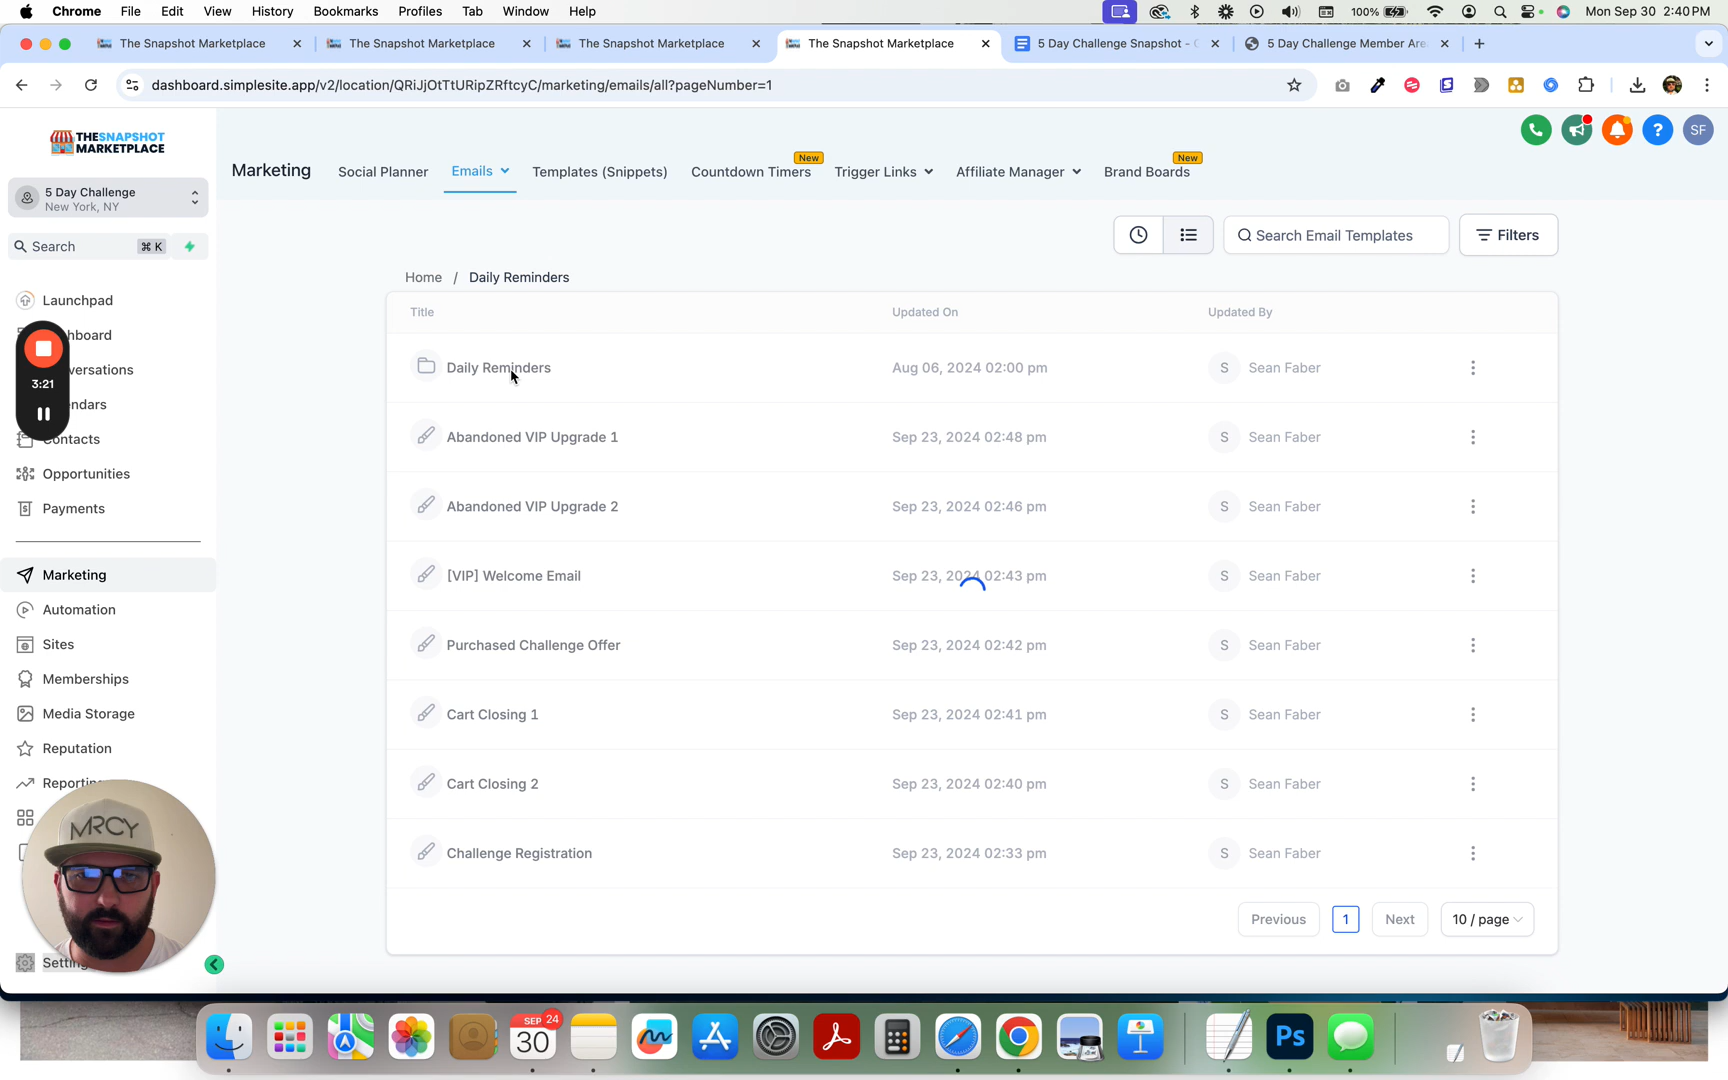 Chrome File Edit View History Bookmarks Profiles Tab Window Help 100% Mon Sep 30 2:40 PM
The Snapshot Marketplace The Snapshot Marketplace The Snapshot Marketplace The Snapshot Marketplace 5 Day Challenge Snapshot - 5 Day Challenge Member Are
dashboard.simplesite.app/v2/location/QRiJjOtTtURipZRftcyC/marketing/emails/all?pageNumber=1
THESNAPSHOT
MARKETPLACE
SF
Marketing Social Planner Emails Templates (Snippets) Countdown Timers New Trigger Links Affiliate Manager Brand Boards New
5 Day Challenge
New York, NY
Search ⌘ K
Search Email Templates Filters
Home / Daily Reminders
Launchpad
hboard
versations
endars
Contacts
Opportunities
Payments
Marketing
Automation
Sites
Memberships
Media Storage
Reputation
Reportin
Settin
3:21
MRCY
Title Updated On Updated By
Daily Reminders Aug 06, 2024 02:00 pm S Sean Faber
Abandoned VIP Upgrade 1 Sep 23, 2024 02:48 pm S Sean Faber
Abandoned VIP Upgrade 2 Sep 23, 2024 02:46 pm S Sean Faber
[VIP] Welcome Email Sep 23, 2024 02:43 pm S Sean Faber
Purchased Challenge Offer Sep 23, 2024 02:42 pm S Sean Faber
Cart Closing 1 Sep 23, 2024 02:41 pm S Sean Faber
Cart Closing 2 Sep 23, 2024 02:40 pm S Sean Faber
Challenge Registration Sep 23, 2024 02:33 pm S Sean Faber
Previous 1 Next 10 / page
SEP 24
30
Ps